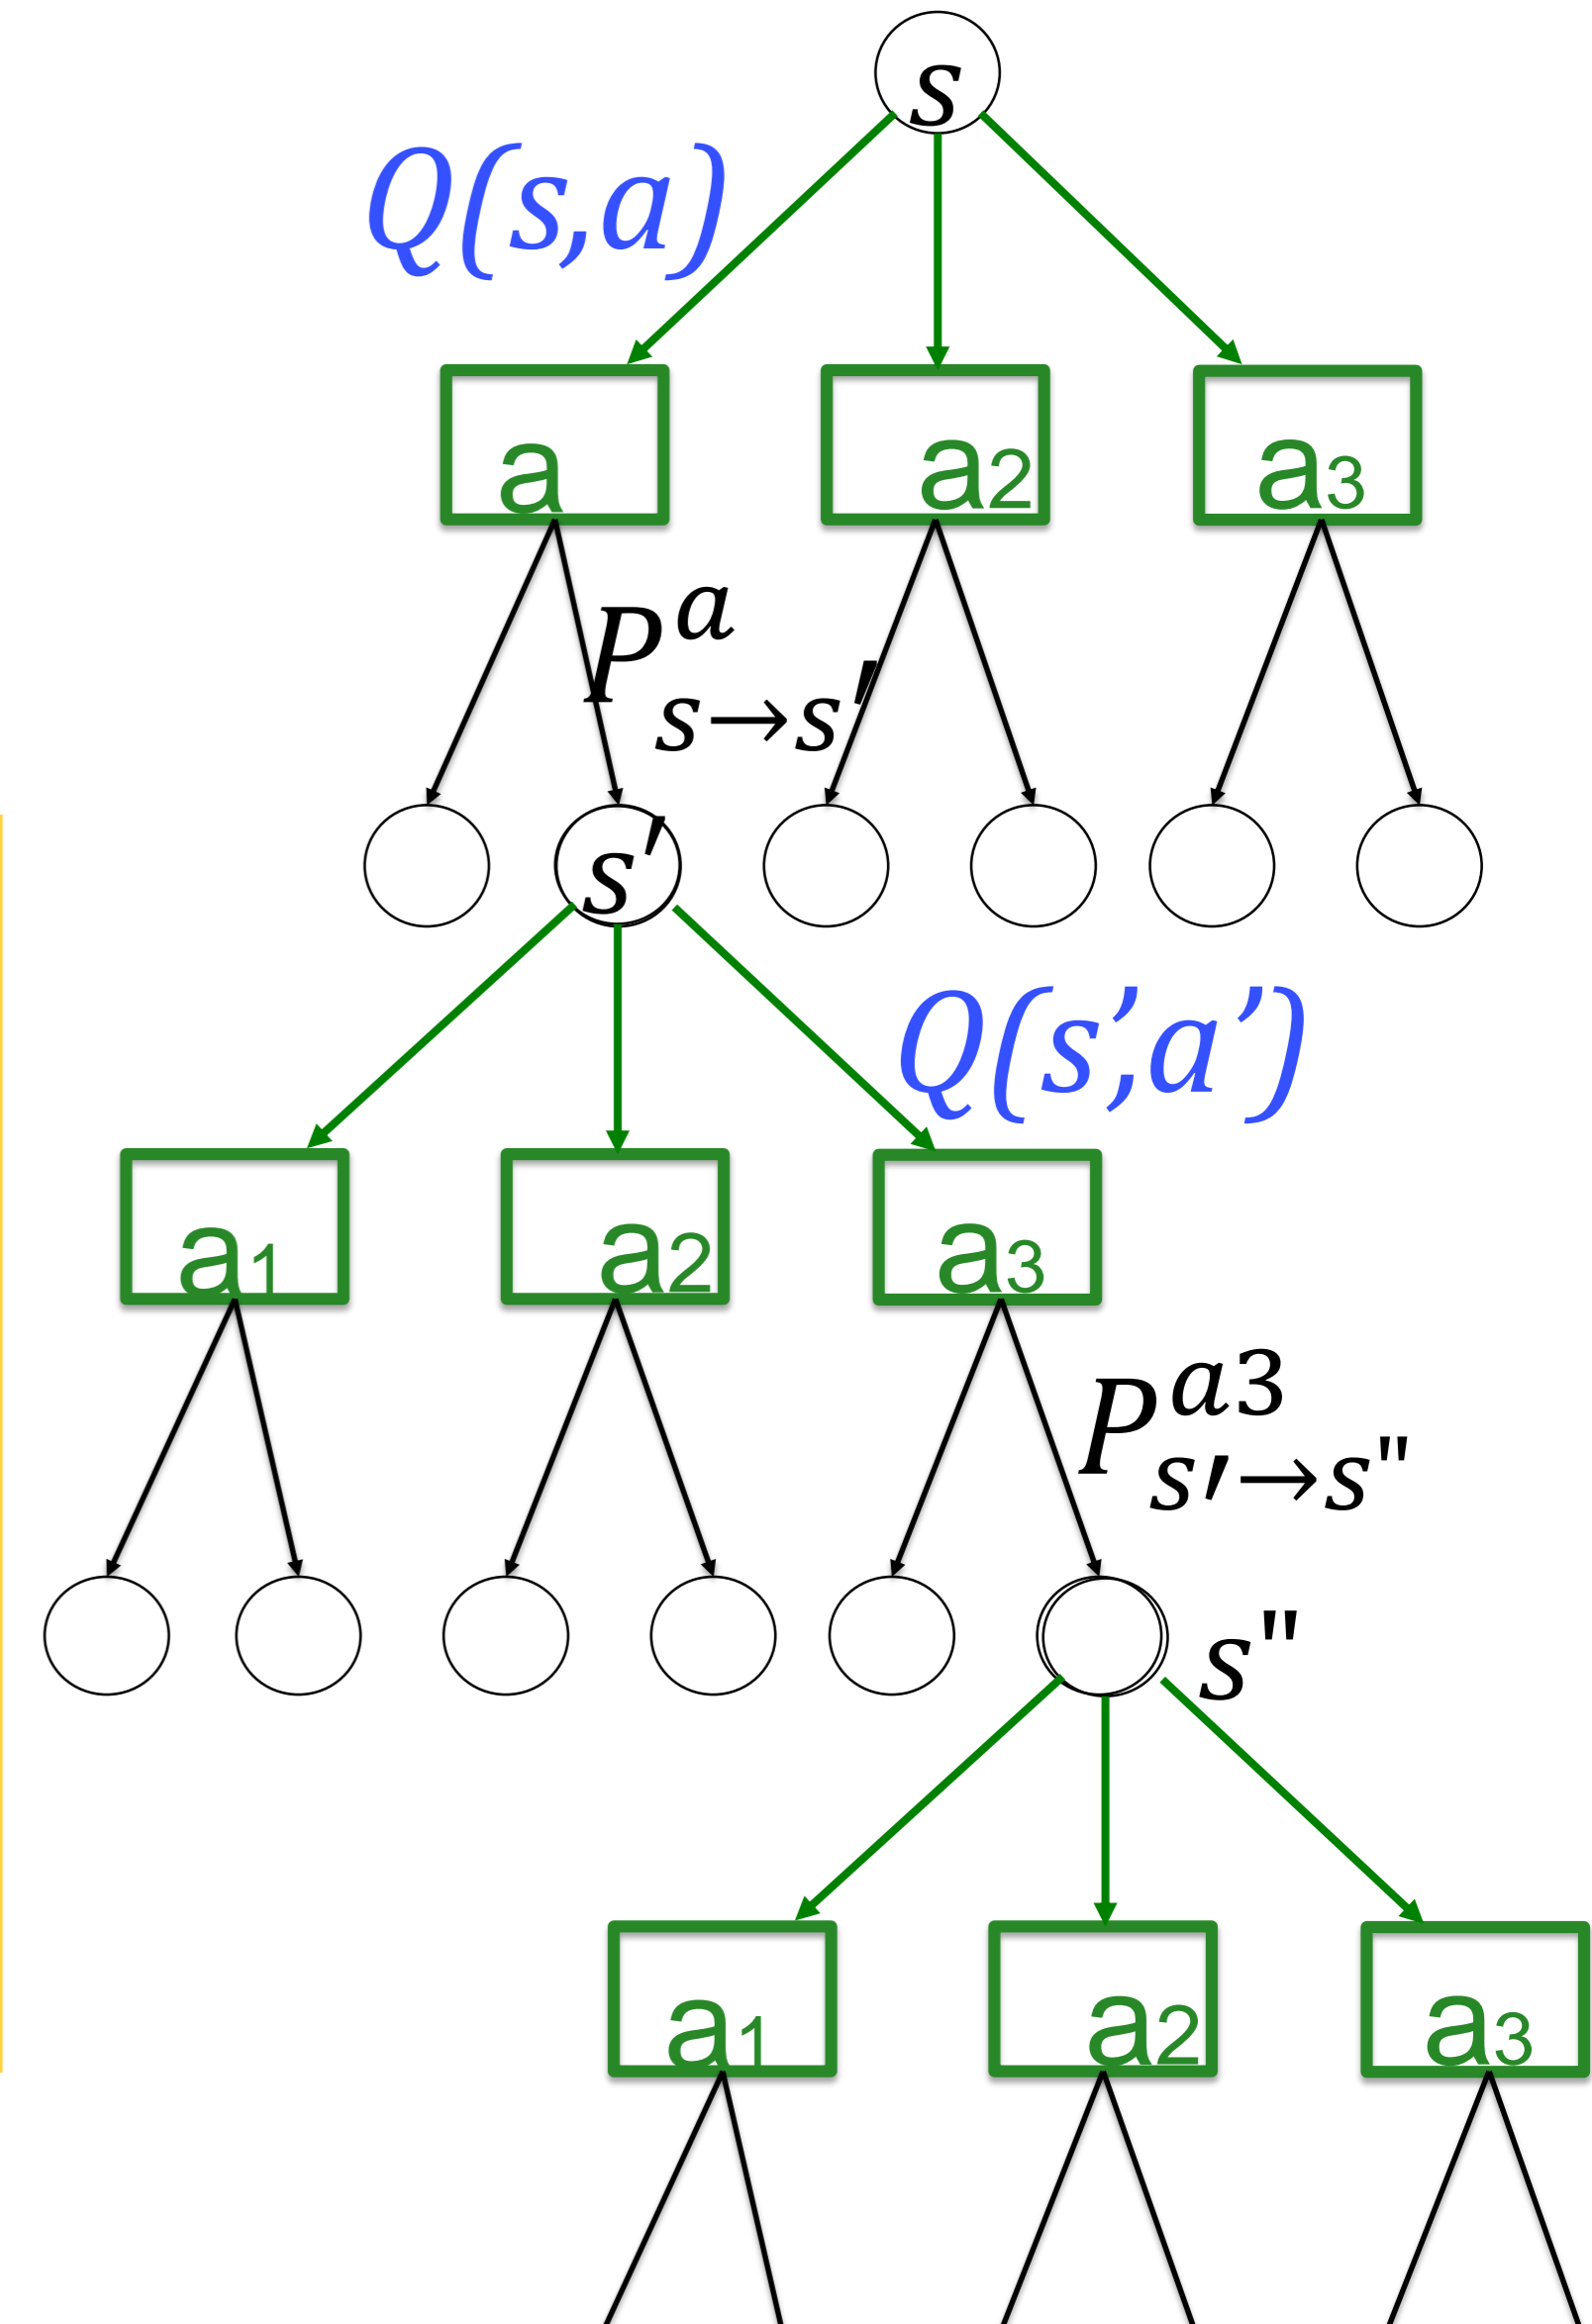 s
Q(s,a)
a a2 a3
P^a_{s→s'}
s'
Q(s’,a’)
a1 a2 a3
P^{a3}_{s′→s"}
s"
a1 a2 a3